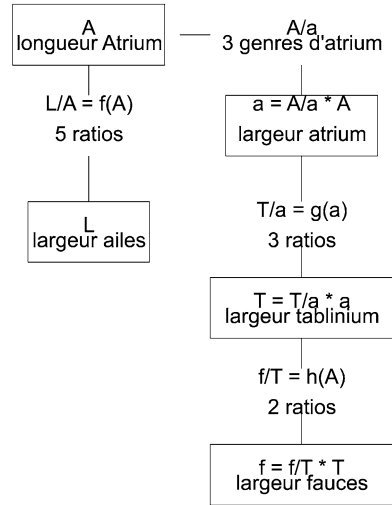 A
longueur Atrium
A/a
3 genres d'atrium
L/A = f(A)
5 ratios
a = A/a * A
largeur atrium
L
largeur ailes
T/a = g(a)
3 ratios
T = T/a * a
largeur tablinium
f/T = h(A)
2 ratios
f = f/T * T
largeur fauces